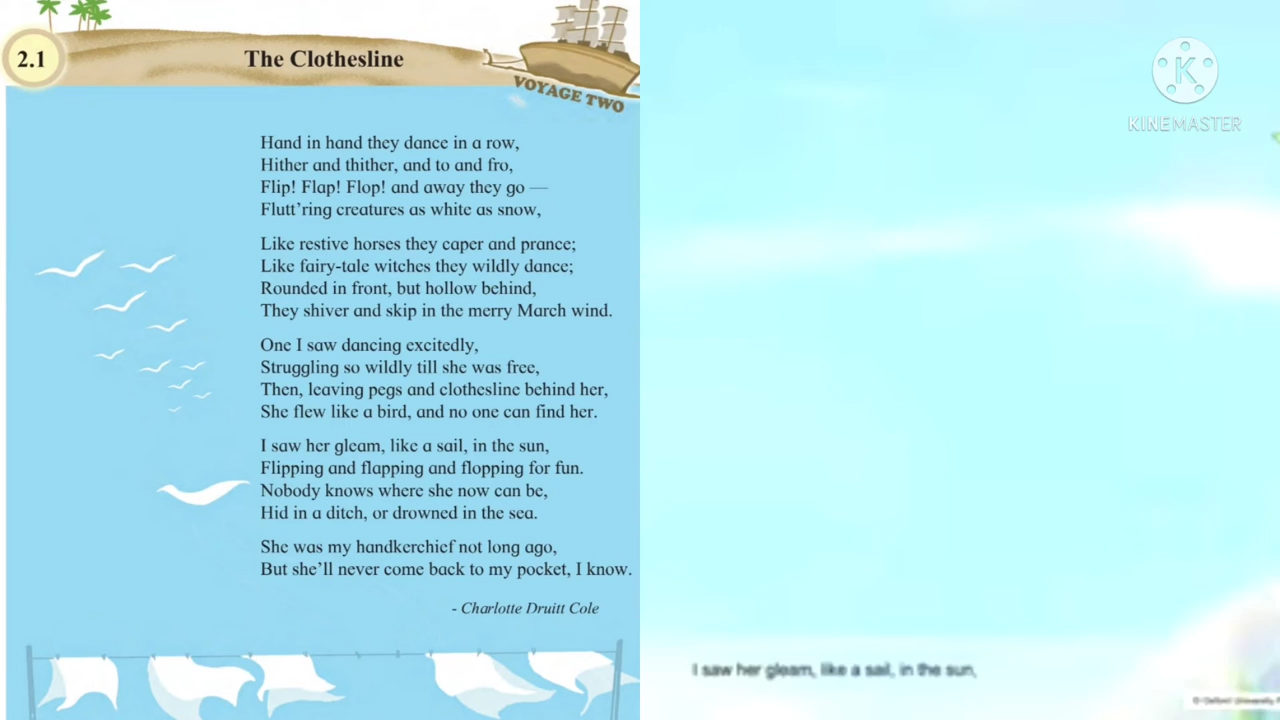 2.1
The Clothesline
VOYAGE TWO
Hand in hand they dance in a row,
Hither and thither, and to and fro,
Flip! Flap! Flop! and away they go —
Flutt'ring creatures as white as snow,
Like restive horses they caper and prance;
Like fairy-tale witches they wildly dance;
Rounded in front, but hollow behind,
They shiver and skip in the merry March wind.
One I saw dancing excitedly,
Struggling so wildly till she was free,
Then, leaving pegs and clothesline behind her,
She flew like a bird, and no one can find her.
I saw her gleam, like a sail, in the sun,
Flipping and flapping and flopping for fun.
Nobody knows where she now can be,
Hid in a ditch, or drowned in the sea.
She was my handkerchief not long ago,
But she'll never come back to my pocket, I know.
- Charlotte Druitt Cole
K
KINEMASTER
I saw her gleam, like a sail, in the sun,
© Oxford University